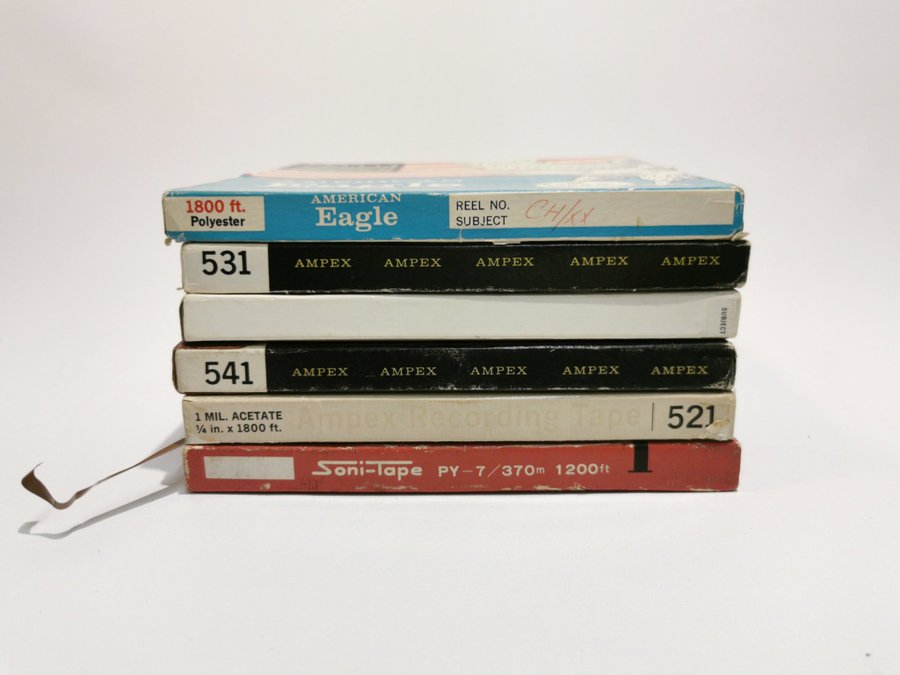 1800 ft.
Polyester
AMERICAN
Eagle
REEL NO. CH/XX
SUBJECT
531 AMPEX AMPEX AMPEX AMPEX AMPEX
SUBJECT
541 AMPEX AMPEX AMPEX AMPEX AMPEX
1 MIL. ACETATE
¼ in. x 1800 ft.
Ampex Recording Tape 521
Soni-Tape PY-7/370m 1200ft 1